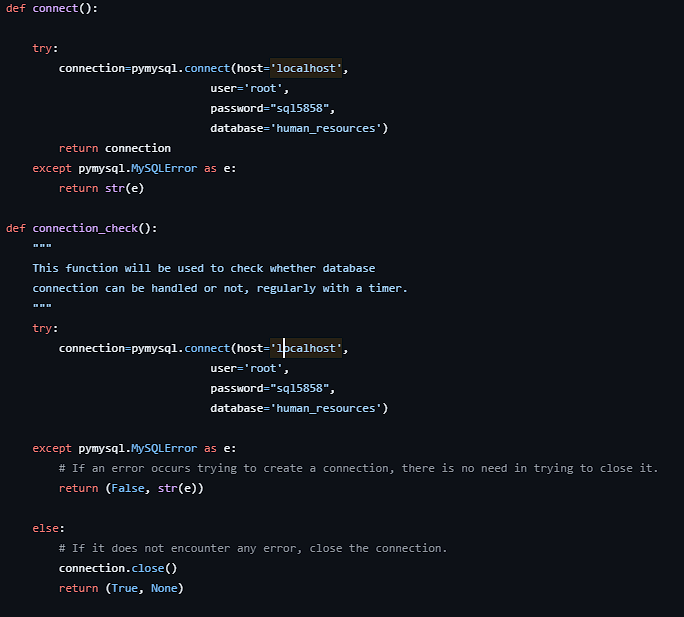 def connect():
try:
connection=pymysql.connect(host='localhost',
user='root',
password="sql5858",
database='human_resources')
return connection
except pymysql.MySQLError as e:
return str(e)
def connection_check():
"""
This function will be used to check whether database
connection can be handled or not, regularly with a timer.
"""
try:
connection=pymysql.connect(host='localhost',
user='root',
password="sql5858",
database='human_resources')
except pymysql.MySQLError as e:
# If an error occurs trying to create a connection, there is no need in trying to close it.
return (False, str(e))
else:
# If it does not encounter any error, close the connection.
connection.close()
return (True, None)